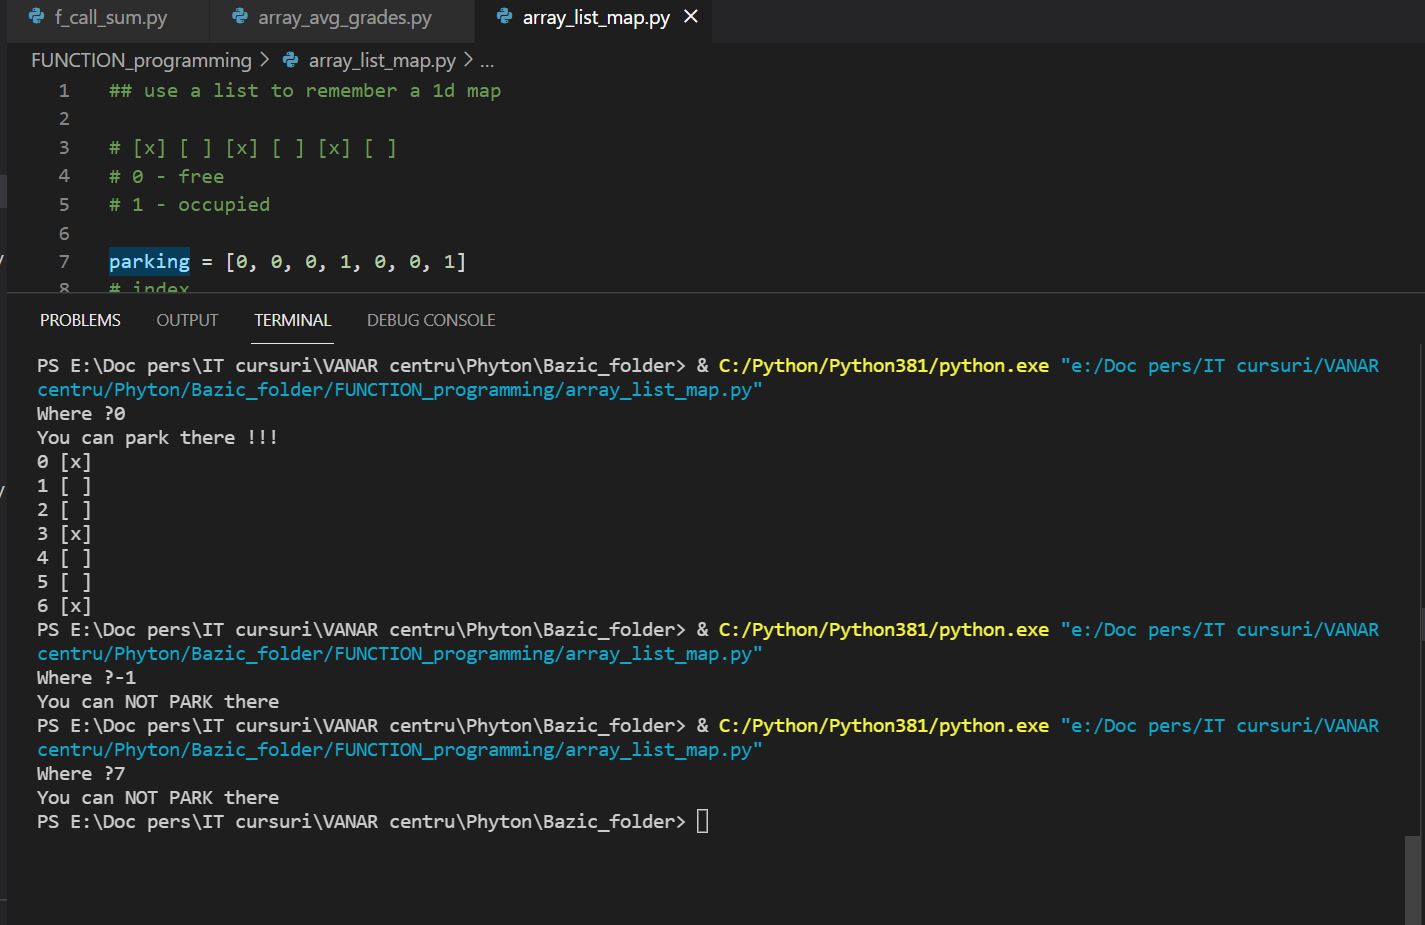 f_call_sum.py array_avg_grades.py array_list_map.py
FUNCTION_programming > array_list_map.py > ...
1 ## use a list to remember a 1d map
2
3 # [x] [ ] [x] [ ] [x] [ ]
4 # 0 - free
5 # 1 - occupied
6
7 parking = [0, 0, 0, 1, 0, 0, 1]
8 # index
PROBLEMS OUTPUT TERMINAL DEBUG CONSOLE
PS E:\Doc pers\IT cursuri\VANAR centru\Phyton\Bazic_folder> & C:/Python/Python381/python.exe "e:/Doc pers/IT cursuri/VANAR
centru/Phyton/Bazic_folder/FUNCTION_programming/array_list_map.py"
Where ?0
You can park there !!!
0 [x]
1 [ ]
2 [ ]
3 [x]
4 [ ]
5 [ ]
6 [x]
PS E:\Doc pers\IT cursuri\VANAR centru\Phyton\Bazic_folder> & C:/Python/Python381/python.exe "e:/Doc pers/IT cursuri/VANAR
centru/Phyton/Bazic_folder/FUNCTION_programming/array_list_map.py"
Where ?-1
You can NOT PARK there
PS E:\Doc pers\IT cursuri\VANAR centru\Phyton\Bazic_folder> & C:/Python/Python381/python.exe "e:/Doc pers/IT cursuri/VANAR
centru/Phyton/Bazic_folder/FUNCTION_programming/array_list_map.py"
Where ?7
You can NOT PARK there
PS E:\Doc pers\IT cursuri\VANAR centru\Phyton\Bazic_folder>